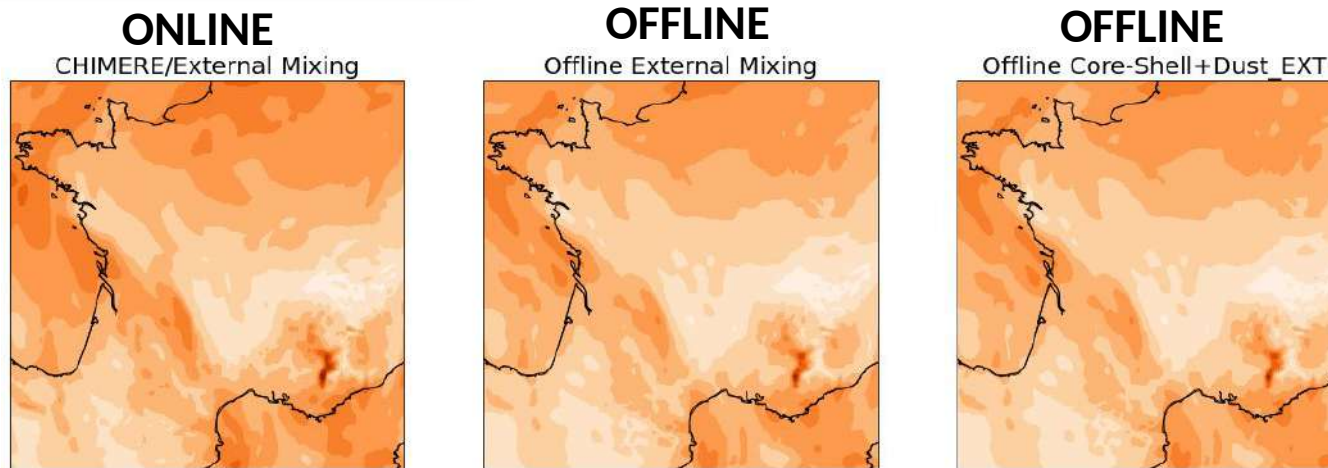 ONLINE
CHIMERE/External Mixing
OFFLINE
Offline External Mixing
OFFLINE
Offline Core-Shell+Dust_EXT